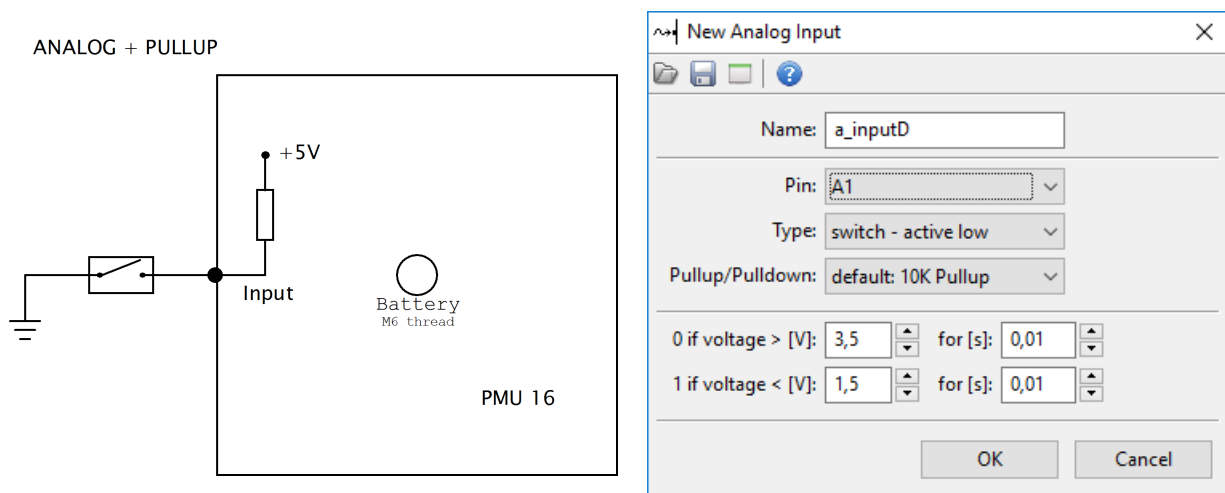 ANALOG + PULLUP
+5V
Input
Battery
M6 thread
PMU 16
New Analog Input
?
Name: a_inputD
Pin: A1
Type: switch - active low
Pullup/Pulldown: default: 10K Pullup
0 if voltage > [V]: 3,5 for [s]: 0,01
1 if voltage < [V]: 1,5 for [s]: 0,01
OK Cancel